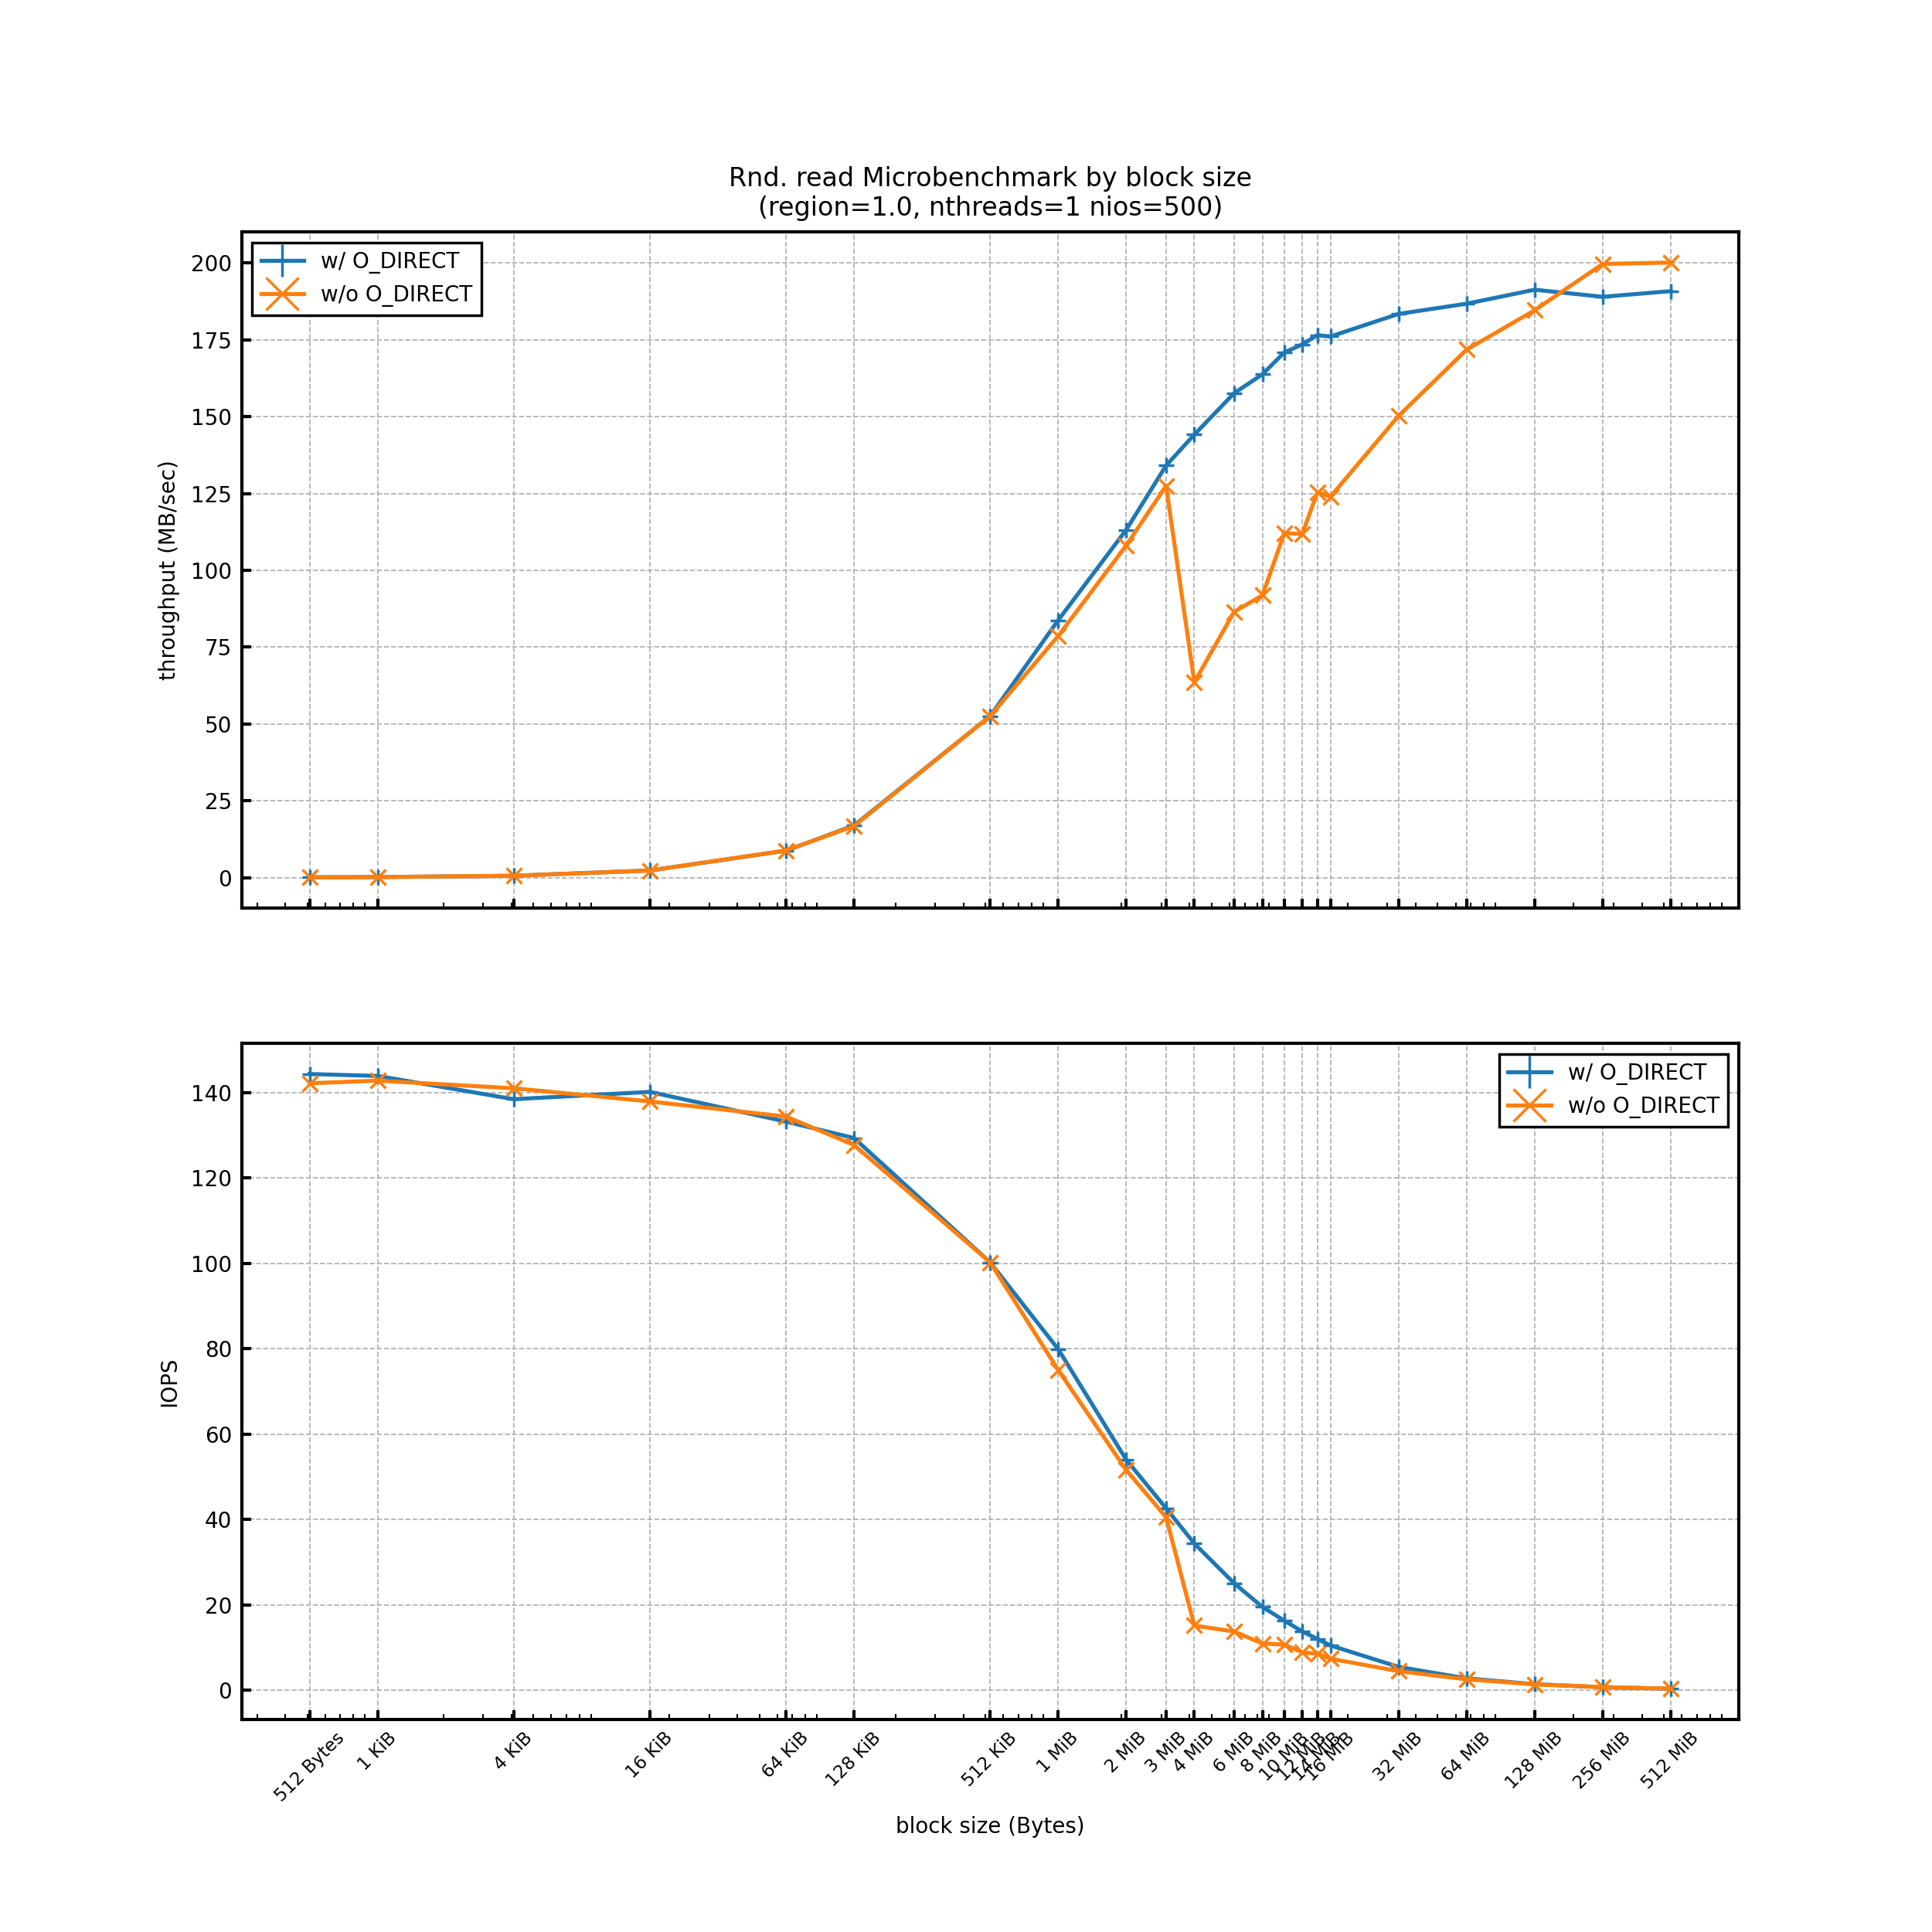 Rnd. read Microbenchmark by block size
(region=1.0, nthreads=1 nios=500)
w/ O_DIRECT
w/o O_DIRECT
200
175
150
125
100
75
50
25
0
throughput (MB/sec)
w/ O_DIRECT
w/o O_DIRECT
140
120
100
80
60
40
20
0
IOPS
512 Bytes
1 KiB
4 KiB
16 KiB
64 KiB
128 KiB
512 KiB
1 MiB
2 MiB
3 MiB
4 MiB
6 MiB
8 MiB
10 MiB
12 MiB
14 MiB
16 MiB
32 MiB
64 MiB
128 MiB
256 MiB
512 MiB
block size (Bytes)